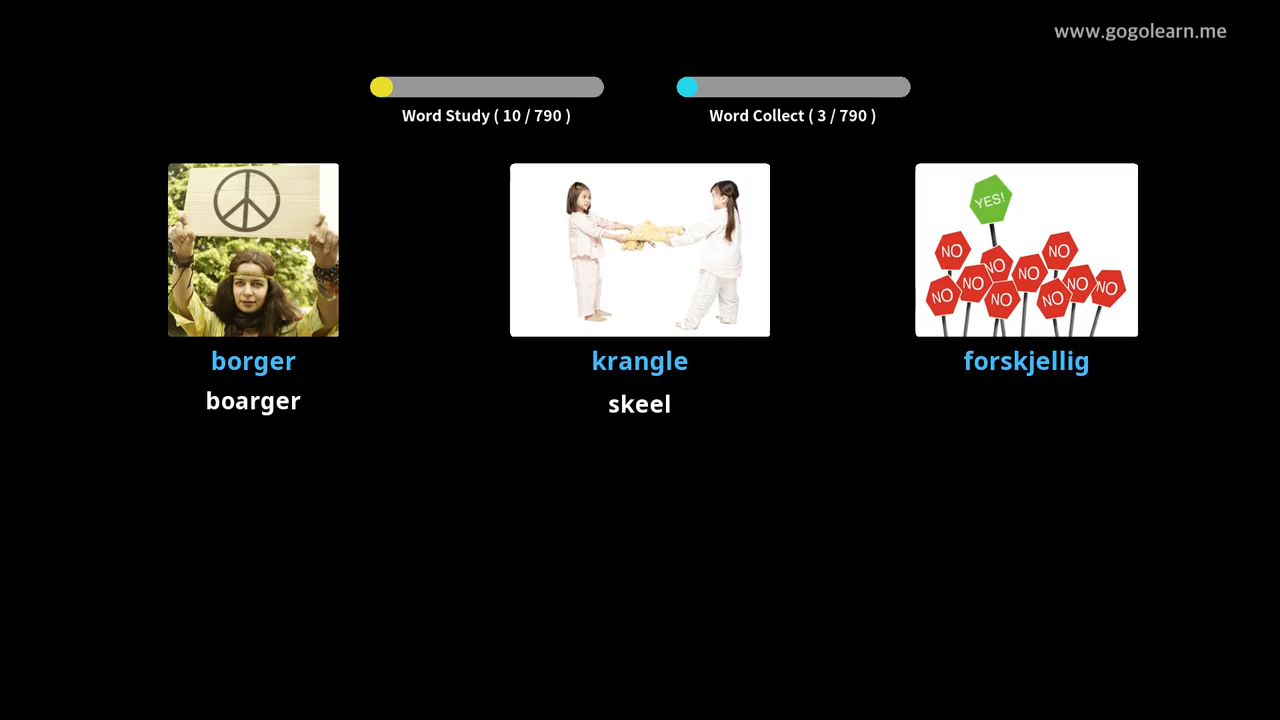 www.gogolearn.me
Word Study ( 10 / 790 )
Word Collect ( 3 / 790 )
YES!
NO
NO
NO
NO
NO
NO
NO
NO
NO
NO
borger
krangle
forskjellig
boarger
skeel